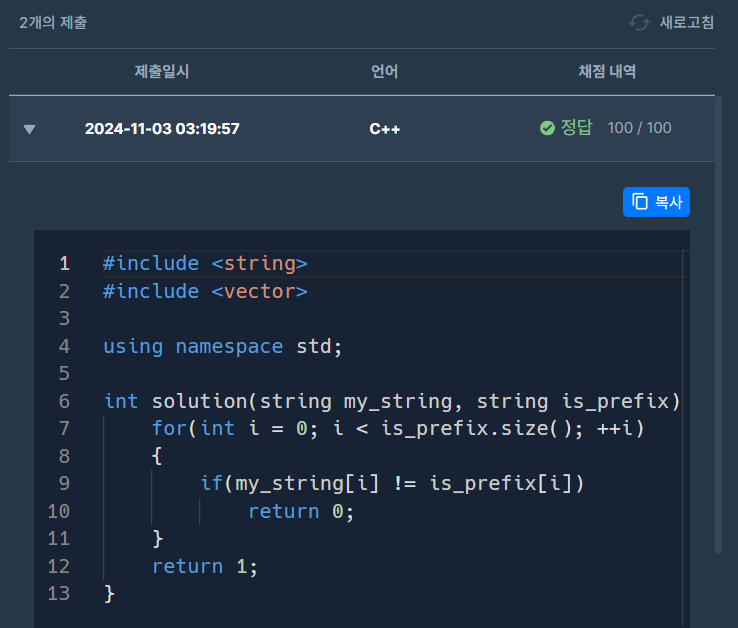 2개의 제출 새로고침
제출일시 언어 채점 내역
2024-11-03 03:19:57 C++ 정답 100 / 100
복사
1 #include <string>
2 #include <vector>
3
4 using namespace std;
5
6 int solution(string my_string, string is_prefix)
7     for(int i = 0; i < is_prefix.size(); ++i)
8     {
9         if(my_string[i] != is_prefix[i])
10             return 0;
11     }
12     return 1;
13 }